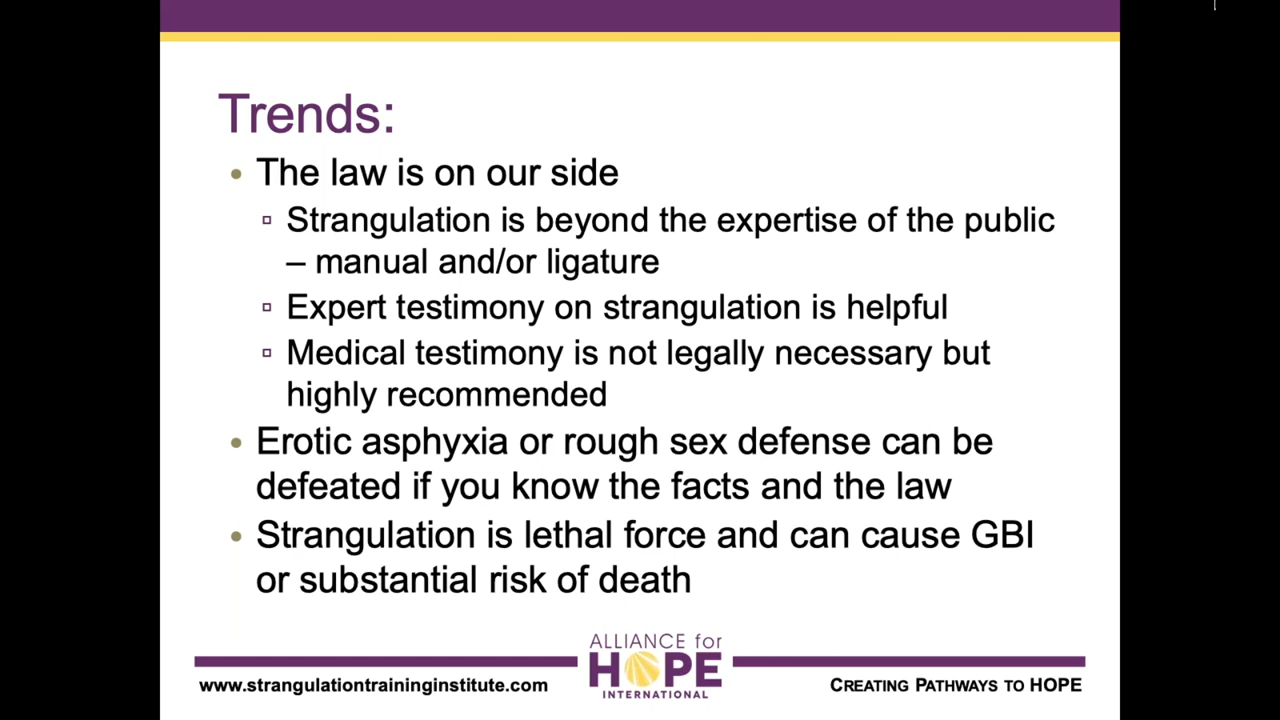 Trends:
• The law is on our side
▫ Strangulation is beyond the expertise of the public
– manual and/or ligature
▫ Expert testimony on strangulation is helpful
▫ Medical testimony is not legally necessary but
highly recommended
• Erotic asphyxia or rough sex defense can be
defeated if you know the facts and the law
• Strangulation is lethal force and can cause GBI
or substantial risk of death
www.strangulationtraininginstitute.com
ALLIANCE for
HOPE
INTERNATIONAL
CREATING PATHWAYS TO HOPE